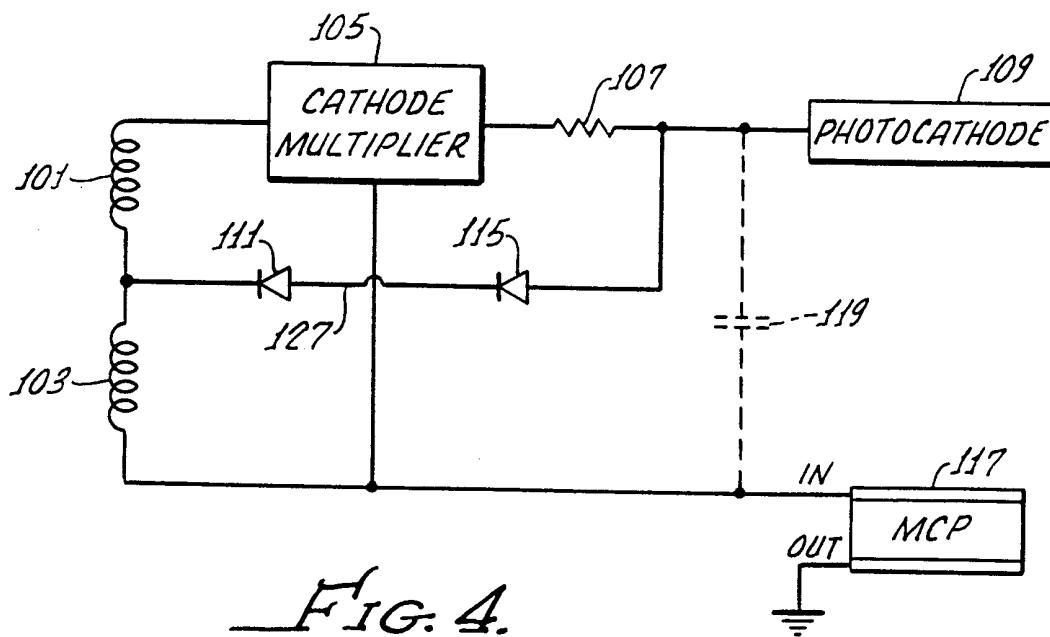 105
CATHODE
MULTIPLIER
107
109
PHOTOCATHODE
101
111
115
127
119
103
IN
117
MCP
OUT
FIG. 4.